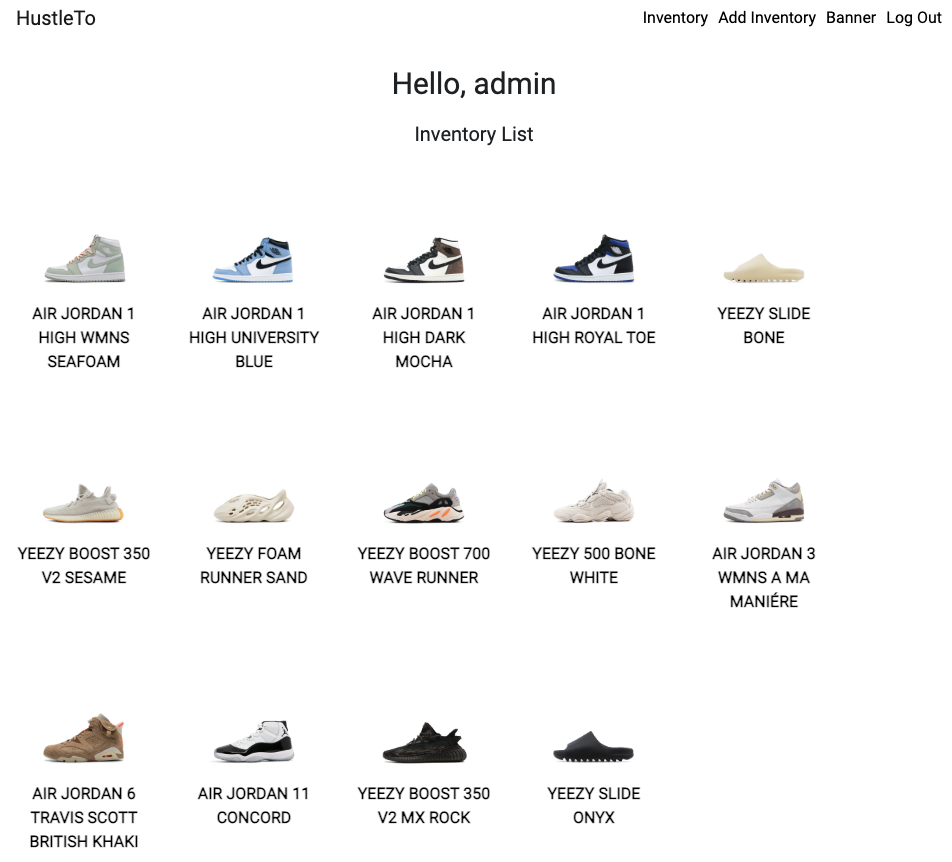 HustleTo
Inventory Add Inventory Banner Log Out
Hello, admin
Inventory List
AIR JORDAN 1
HIGH WMNS
SEAFOAM
AIR JORDAN 1
HIGH UNIVERSITY
BLUE
AIR JORDAN 1
HIGH DARK
MOCHA
AIR JORDAN 1
HIGH ROYAL TOE
YEEZY SLIDE
BONE
YEEZY BOOST 350
V2 SESAME
YEEZY FOAM
RUNNER SAND
YEEZY BOOST 700
WAVE RUNNER
YEEZY 500 BONE
WHITE
AIR JORDAN 3
WMNS A MA
MANIÉRE
AIR JORDAN 6
TRAVIS SCOTT
BRITISH KHAKI
AIR JORDAN 11
CONCORD
YEEZY BOOST 350
V2 MX ROCK
YEEZY SLIDE
ONYX